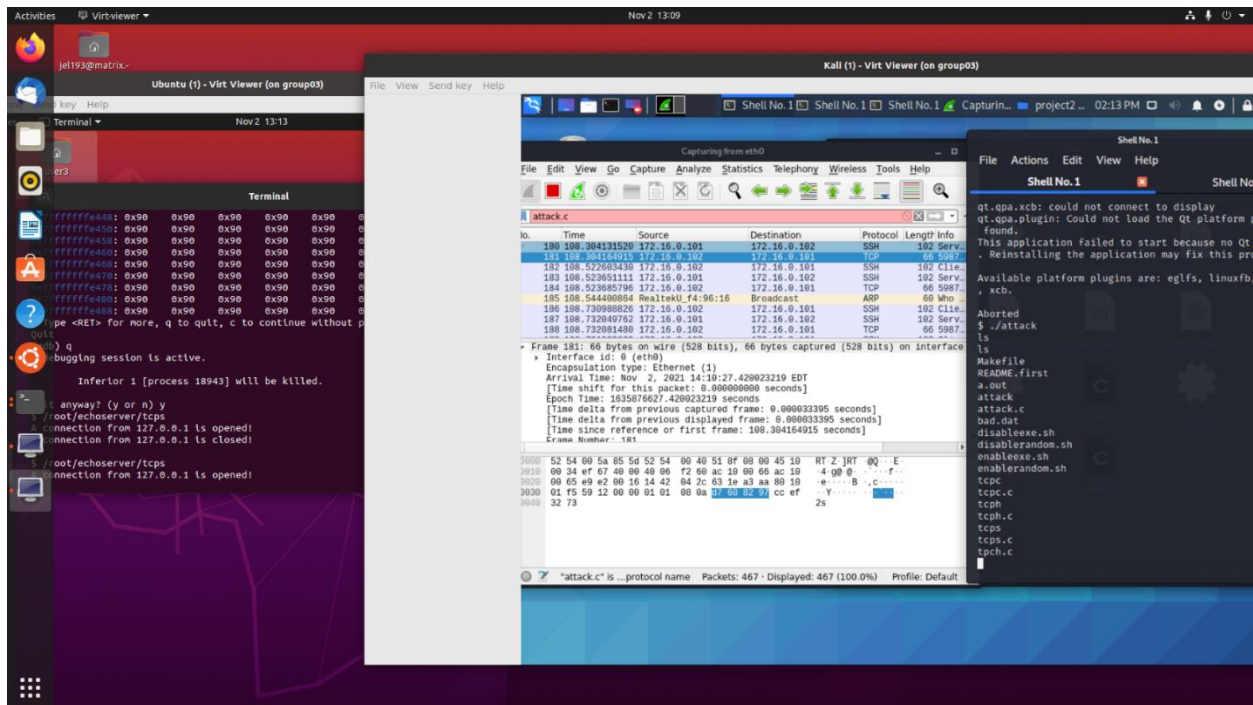 Activities Virt-viewer Nov 2 13:09
jel193@matrix.-
Ubuntu (1) - Virt Viewer (on group03)
key Help
Terminal Nov 2 13:13
Terminal
0x90 0x90 0x90 0x90
0x90 0x90 0x90 0x90
0x90 0x90 0x90 0x90
0x90 0x90 0x90 0x90
0x90 0x90 0x90 0x90
0x90 0x90 0x90 0x90
0x90 0x90 0x90 0x90
0x90 0x90 0x90 0x90
0x90 0x90 0x90 0x90
ype <RET> for more, q to quit, c to continue without p
Quit
db) q
ebugging session is active.
Inferior 1 [process 18943] will be killed.
anyway? (y or n) y
$ /root/echoserver/tcps
A connection from 127.0.0.1 is opened!
connection from 127.0.0.1 is closed!
$ /root/echoserver/tcps
connection from 127.0.0.1 is opened!
Kali (1) - Virt Viewer (on group03)
File View Send key Help
Shell No. 1 Shell No. 1 Shell No. 1 Capturin... project2 ... 02:13 PM
Capturing from eth0
File Edit View Go Capture Analyze Statistics Telephony Wireless Tools Help
attack.c
No. Time Source Destination Protocol Length Info
180 108.304131520 172.16.0.101 172.16.0.102 SSH 102 Serv…
181 108.304164915 172.16.0.102 172.16.0.101 TCP 66 5987…
182 108.522603430 172.16.0.102 172.16.0.101 SSH 102 Clie…
183 108.523651111 172.16.0.101 172.16.0.102 SSH 102 Serv…
184 108.523685796 172.16.0.102 172.16.0.101 TCP 66 5987…
185 108.544400864 RealtekU_f4:96:16 Broadcast ARP 60 Who …
186 108.730988826 172.16.0.102 172.16.0.101 SSH 102 Clie…
187 108.732049762 172.16.0.101 172.16.0.102 SSH 102 Serv…
188 108.732081480 172.16.0.102 172.16.0.101 TCP 66 5987…
Frame 181: 66 bytes on wire (528 bits), 66 bytes captured (528 bits) on interface
Interface id: 0 (eth0)
Encapsulation type: Ethernet (1)
Arrival Time: Nov 2, 2021 14:10:27.420023219 EDT
[Time shift for this packet: 0.000000000 seconds]
Epoch Time: 1635876627.420023219 seconds
[Time delta from previous captured frame: 0.000033395 seconds]
[Time delta from previous displayed frame: 0.000033395 seconds]
[Time since reference or first frame: 108.304164915 seconds]
Frame Number: 181
0000 52 54 00 5a 85 5d 52 54 00 40 51 8f 08 00 45 10 RT·Z·]RT ·@Q···E·
0010 00 34 ef 67 40 00 40 06 f2 60 ac 10 00 66 ac 10 ·4·g@·@· ·`···f··
0020 00 65 e9 e2 00 16 14 42 04 2c 63 1e a3 aa 80 10 ·e·····B ·,c·····
0030 01 f5 59 12 00 00 01 01 08 0a d7 60 82 97 cc ef
0040 32 73 2s
"attack.c" is ...protocol name Packets: 467 · Displayed: 467 (100.0%) Profile: Default
Shell No. 1
File Actions Edit View Help
Shell No. 1 Shell No
qt.qpa.xcb: could not connect to display
qt.qpa.plugin: Could not load the Qt platform p
found.
This application failed to start because no Qt
. Reinstalling the application may fix this pro
Available platform plugins are: eglfs, linuxfb,
, xcb.
Aborted
$ ./attack
ls
ls
Makefile
README.first
a.out
attack
attack.c
bad.dat
disableexe.sh
disablerandom.sh
enableexe.sh
enablerandom.sh
tcpc
tcpc.c
tcph
tcph.c
tcps
tcps.c
tpch.c